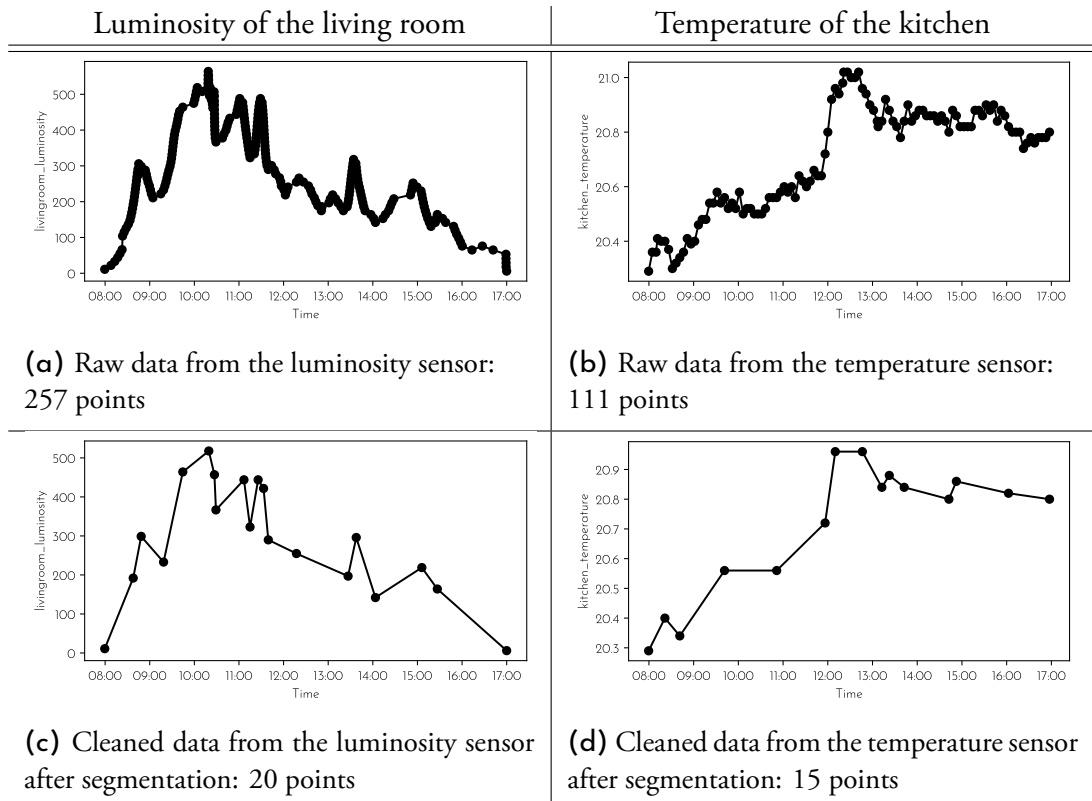 Luminosity of the living room
Temperature of the kitchen
livingroom_luminosity
500
400
300
200
100
0
08:00 09:00 10:00 11:00 12:00 13:00 14:00 15:00 16:00 17:00
Time
(a) Raw data from the luminosity sensor:
257 points
kitchen_temperature
21.0
20.8
20.6
20.4
08:00 09:00 10:00 11:00 12:00 13:00 14:00 15:00 16:00 17:00
Time
(b) Raw data from the temperature sensor:
111 points
livingroom_luminosity
500
400
300
200
100
0
08:00 09:00 10:00 11:00 12:00 13:00 14:00 15:00 16:00 17:00
Time
(c) Cleaned data from the luminosity sensor
after segmentation: 20 points
kitchen_temperature
20.9
20.8
20.7
20.6
20.5
20.4
20.3
08:00 09:00 10:00 11:00 12:00 13:00 14:00 15:00 16:00 17:00
Time
(d) Cleaned data from the temperature sensor
after segmentation: 15 points